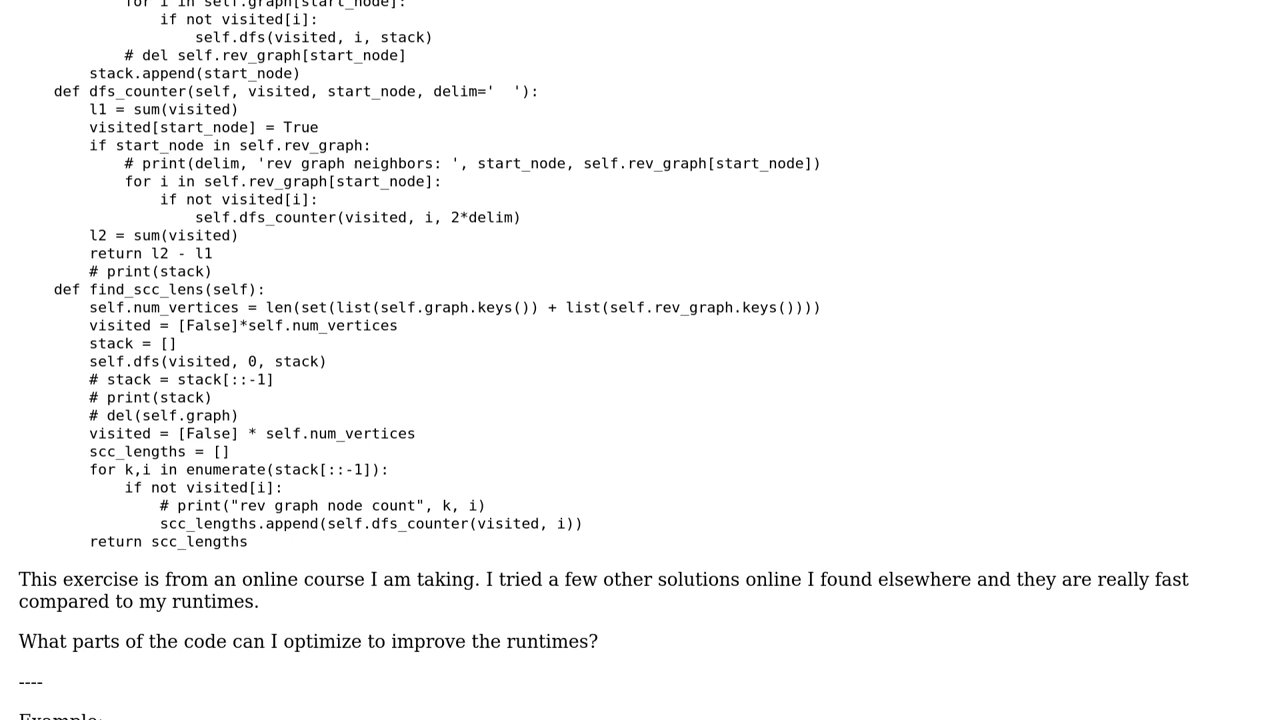 for i in self.graph[start_node]:
if not visited[i]:
self.dfs(visited, i, stack)
# del self.rev_graph[start_node]
stack.append(start_node)
def dfs_counter(self, visited, start_node, delim='  '):
l1 = sum(visited)
visited[start_node] = True
if start_node in self.rev_graph:
# print(delim, 'rev graph neighbors: ', start_node, self.rev_graph[start_node])
for i in self.rev_graph[start_node]:
if not visited[i]:
self.dfs_counter(visited, i, 2*delim)
l2 = sum(visited)
return l2 - l1
# print(stack)
def find_scc_lens(self):
self.num_vertices = len(set(list(self.graph.keys()) + list(self.rev_graph.keys())))
visited = [False]*self.num_vertices
stack = []
self.dfs(visited, 0, stack)
# stack = stack[::-1]
# print(stack)
# del(self.graph)
visited = [False] * self.num_vertices
scc_lengths = []
for k,i in enumerate(stack[::-1]):
if not visited[i]:
# print("rev graph node count", k, i)
scc_lengths.append(self.dfs_counter(visited, i))
return scc_lengths
This exercise is from an online course I am taking. I tried a few other solutions online I found elsewhere and they are really fast
compared to my runtimes.
What parts of the code can I optimize to improve the runtimes?
----
Example: